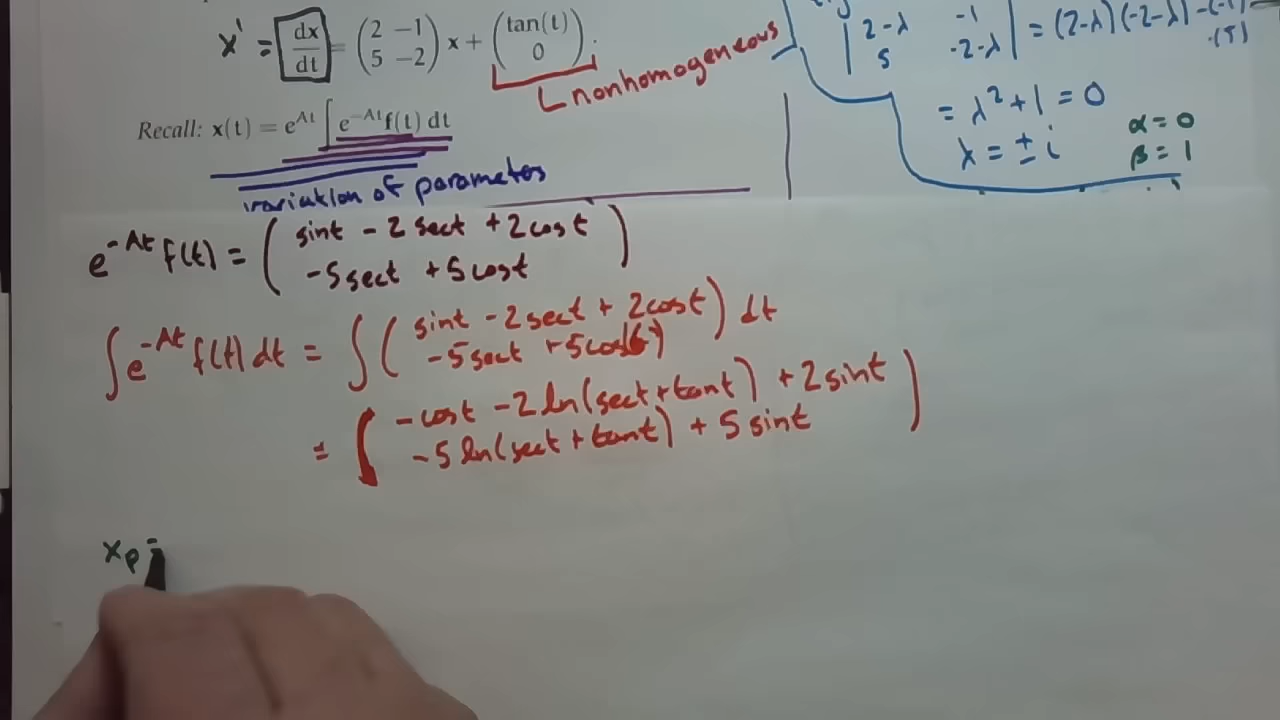 x' = dx/dt = (2 −1 / 5 −2) x + (tan(t) / 0).
nonhomogeneous
Recall: x(t) = e^{At} ∫ e^{−At} f(t) dt
variation of parameters
| 2-λ -1 / 5 -2-λ | = (2-λ)(-2-λ)
= λ² + 1 = 0
λ = ± i
α = 0
β = 1
e^{-At} f(t) = ( sint - 2 sect + 2 cost / -5 sect + 5 cost )
∫ e^{-At} f(t) dt = ∫ ( sint - 2 sect + 2 cost / -5 sect + 5 cos(t) ) dt
= ( -cost - 2 ln(sect + tant) + 2 sint / -5 ln(sect + tant) + 5 sint )
xp =